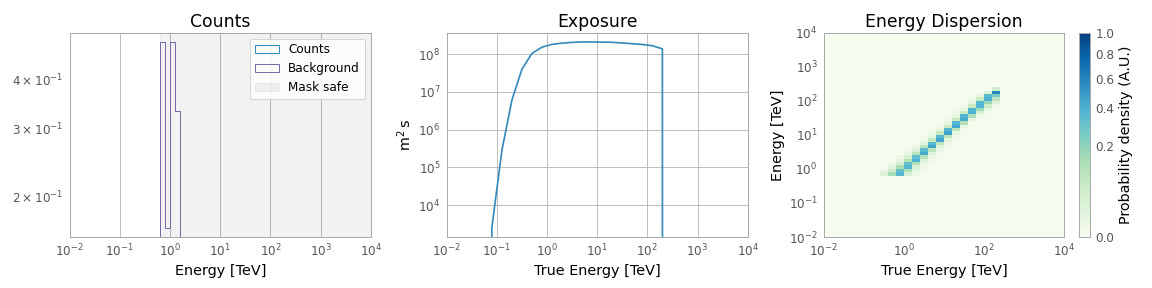 Counts
4 × 10⁻¹
3 × 10⁻¹
2 × 10⁻¹
10⁻² 10⁻¹ 10⁰ 10¹ 10² 10³ 10⁴
Energy [TeV]
Counts
Background
Mask safe
Exposure
m² s
10⁸
10⁷
10⁶
10⁵
10⁴
10⁻² 10⁻¹ 10⁰ 10¹ 10² 10³ 10⁴
True Energy [TeV]
Energy Dispersion
Energy [TeV]
10⁴
10³
10²
10¹
10⁰
10⁻¹
10⁻²
10⁻² 10⁰ 10² 10⁴
True Energy [TeV]
1.0
0.8
0.6
0.4
0.2
0.0
Probability density (A.U.)